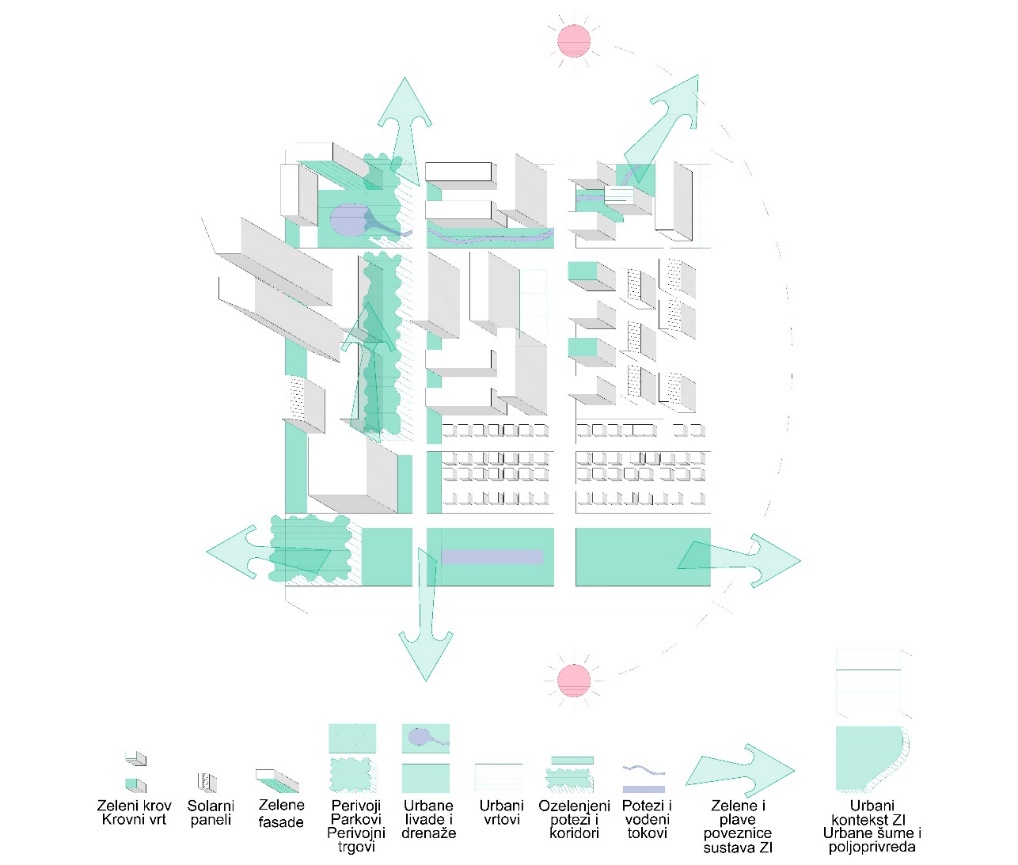 Zeleni krov
Krovni vrt
Solarni
paneli
Zelene
fasade
Perivoji
Parkovi
Perivojni
trgovi
Urbane
livade i
drenaže
Urbani
vrtovi
Ozelenjeni
potezi i
koridori
Potezi i
vodeni
tokovi
Zelene i
plave
poveznice
sustava ZI
Urbani
kontekst ZI
Urbane šume i
poljoprivreda